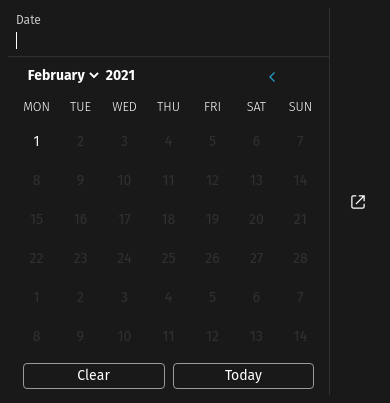 Date
February 2021
MON TUE WED THU FRI SAT SUN
1 2 3 4 5 6 7
8 9 10 11 12 13 14
15 16 17 18 19 20 21
22 23 24 25 26 27 28
1 2 3 4 5 6 7
8 9 10 11 12 13 14
Clear Today